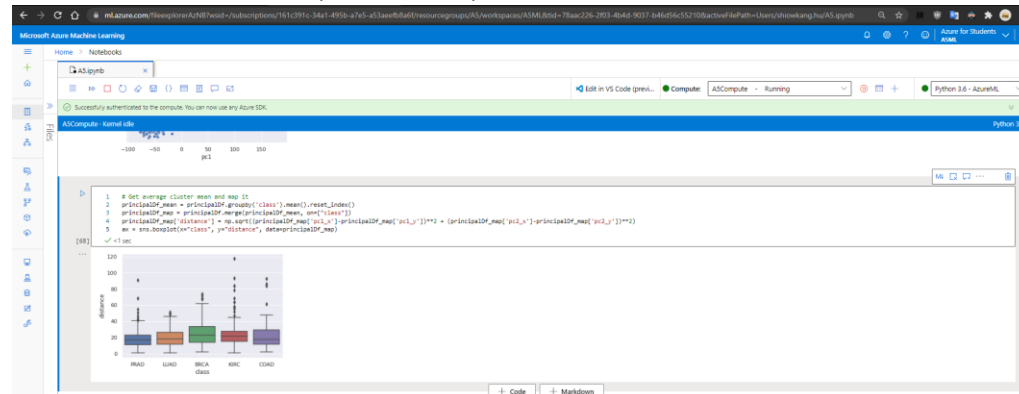 ml.azure.com/fileexplorerAzNB?wsid=/subscriptions/161c391c-34a1-495b-a7e5-a53aeefb8a6f/resourcegroups/A5/workspaces/A5ML&tid=78aac226-2f03-4b4d-9037-b46d56c55210&activeFilePath=Users/shiowkang.hu/A5.ipynb
Microsoft Azure Machine Learning
Azure for Students
A5ML
Home > Notebooks
A5.ipynb
Edit in VS Code (previ...
Compute:
A5Compute - Running
Python 3.6 - AzureML
Successfully authenticated to the compute. You can now use any Azure SDK.
Files
A5Compute · Kernel idle
Python 3
-100 -50 0 50 100 150
pc1
M↓
1 # Get average cluster mean and map it
2 principalDf_mean = principalDf.groupby('class').mean().reset_index()
3 principalDf_map = principalDf.merge(principalDf_mean, on=["class"])
4 principalDf_map['distance'] = np.sqrt((principalDf_map['pc1_x']-principalDf_map['pc1_y'])**2 + (principalDf_map['pc2_x']-principalDf_map['pc2_y'])**2)
5 ax = sns.boxplot(x="class", y="distance", data=principalDf_map)
[68]
<1 sec
120
100
80
60
40
20
0
distance
PRAD LUAD BRCA KIRC COAD
class
+ Code + Markdown